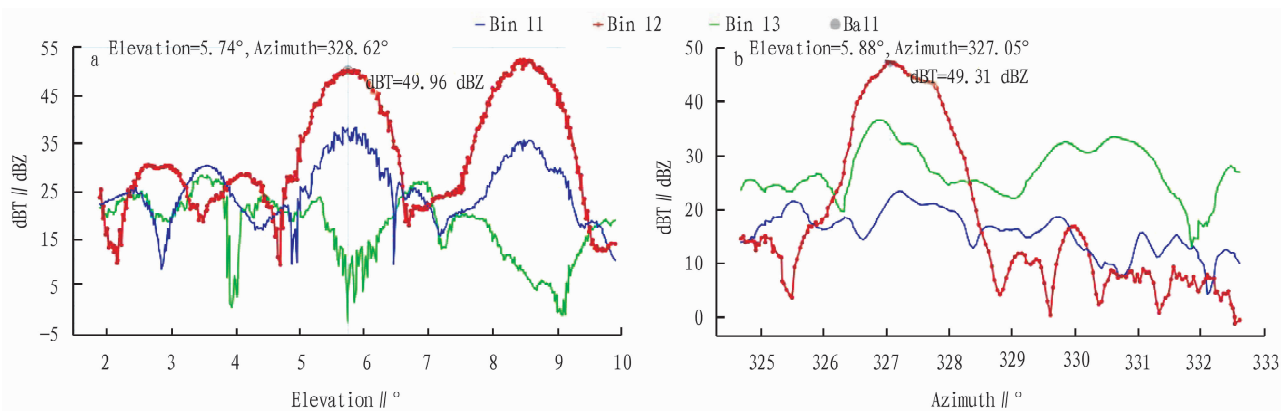 Bin 11 Bin 12 Bin 13 Ball
a
Elevation=5.74°, Azimuth=328.62°
dBT=49.96 dBZ
55
45
35
25
15
5
-5
dBT // dBZ
2 3 4 5 6 7 8 9 10
Elevation // °
b
Elevation=5.88°, Azimuth=327.05°
dBT=49.31 dBZ
50
40
30
20
10
0
dBT // dBZ
325 326 327 328 329 330 331 332 333
Azimuth // °